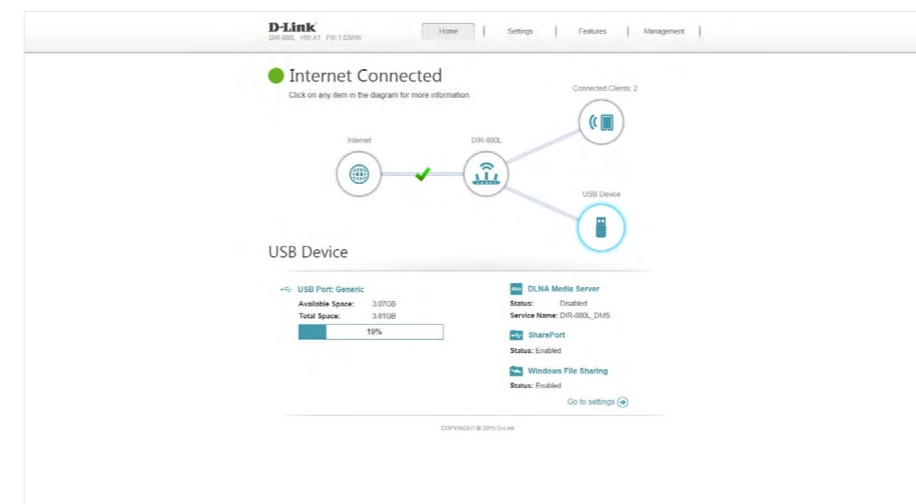 D-Link
DIR-880L HW:A1 FW:1.03WW
Home | Settings | Features | Management |
Internet Connected
Click on any item in the diagram for more information.
Connected Clients: 2
Internet
DIR-880L
USB Device
USB Device
USB Port: Generic
Available Space: 3.07GB
Total Space: 3.81GB
19%
DLNA Media Server
Status: Disabled
Service Name: DIR-880L_DMS
SharePort
Status: Enabled
Windows File Sharing
Status: Enabled
Go to settings
COPYRIGHT © 2015 D-Link